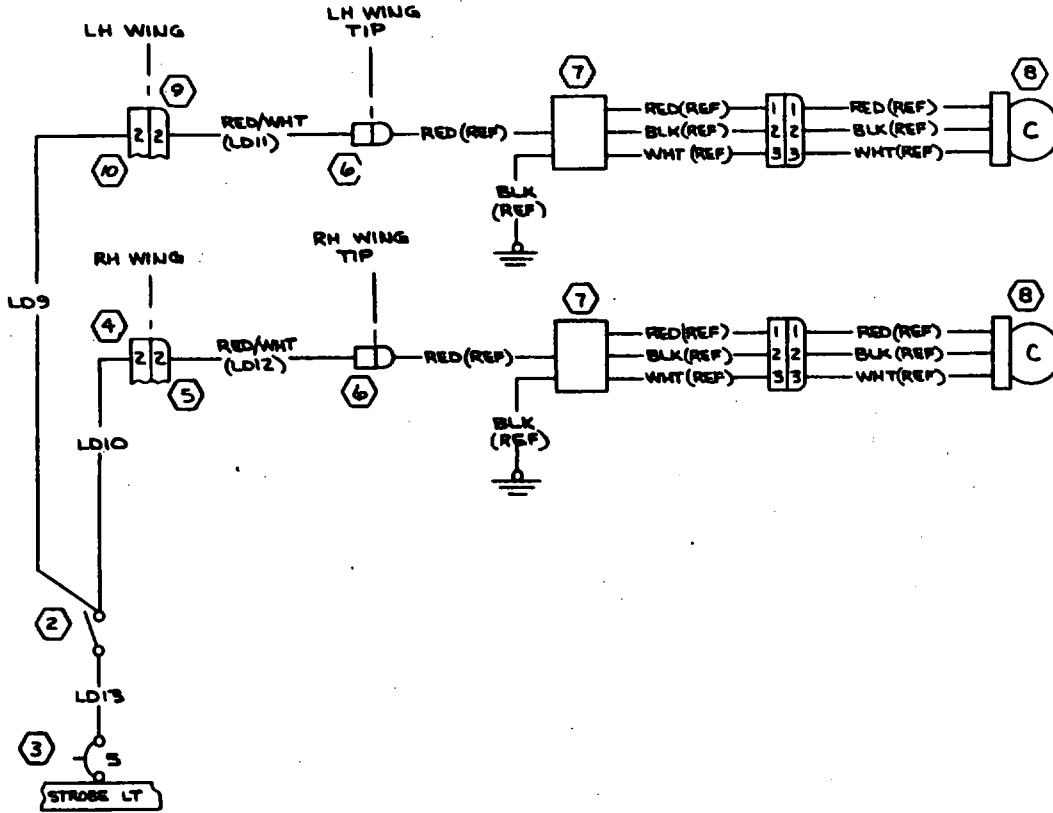 LH WING
LH WING
TIP
9
7
8
2 2
RED/WHT
(LD11)
RED(REF)
RED(REF)
BLK(REF)
WHT(REF)
1 1
2 2
3 3
RED(REF)
BLK(REF)
WHT(REF)
C
10
6
BLK
(REF)
RH WING
RH WING
TIP
LD9
4
7
8
2 2
RED/WHT
(LD12)
RED(REF)
RED(REF)
BLK(REF)
WHT(REF)
1 1
2 2
3 3
RED(REF)
BLK(REF)
WHT(REF)
C
5
6
BLK
(REF)
LD10
2
LD13
3
5
STROBE LT